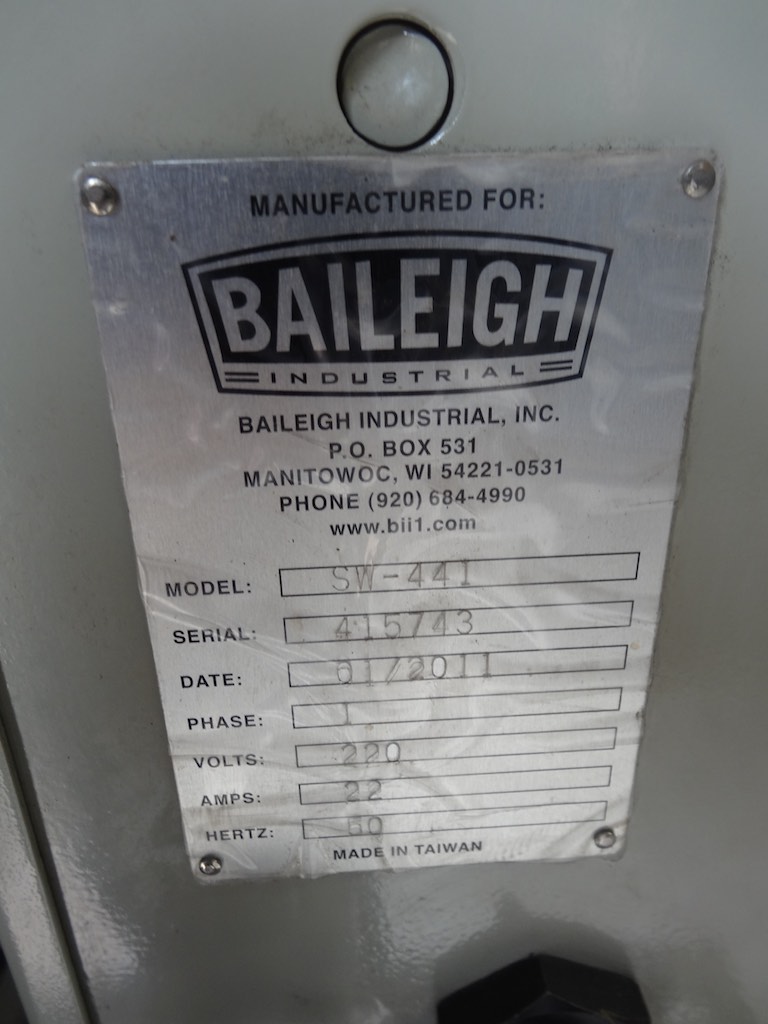 MANUFACTURED FOR:
BAILEIGH
INDUSTRIAL
BAILEIGH INDUSTRIAL, INC.
P.O. BOX 531
MANITOWOC, WI 54221-0531
PHONE (920) 684-4990
www.bii1.com
MODEL: SW-441
SERIAL: 415743
DATE: 01/2011
PHASE: 1
VOLTS: 220
AMPS: 22
HERTZ: 60
MADE IN TAIWAN